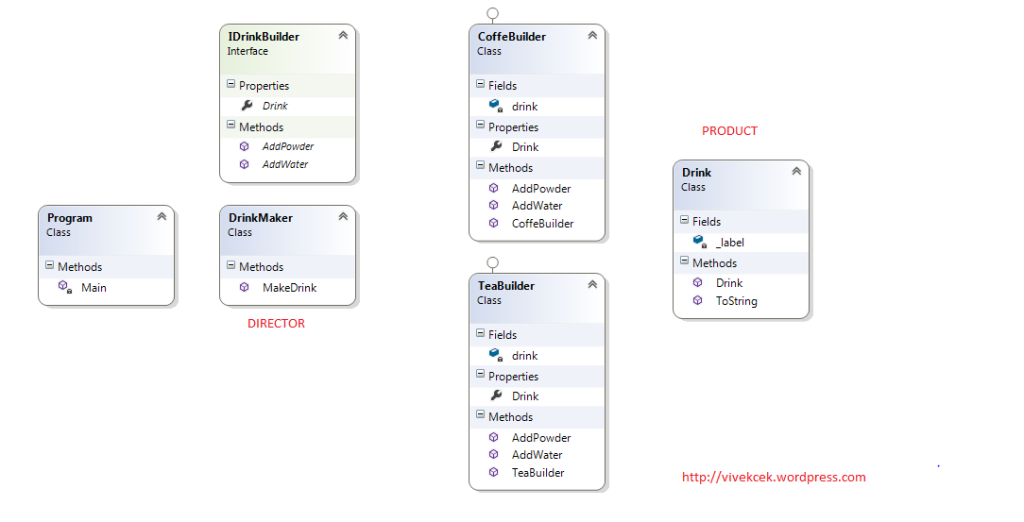 IDrinkBuilder
Interface
Properties
Drink
Methods
AddPowder
AddWater
CoffeBuilder
Class
Fields
drink
Properties
Drink
Methods
AddPowder
AddWater
CoffeBuilder
PRODUCT
Drink
Class
Fields
_label
Methods
Drink
ToString
Program
Class
Methods
Main
DrinkMaker
Class
Methods
MakeDrink
DIRECTOR
TeaBuilder
Class
Fields
drink
Properties
Drink
Methods
AddPowder
AddWater
TeaBuilder
http://vivekcek.wordpress.com